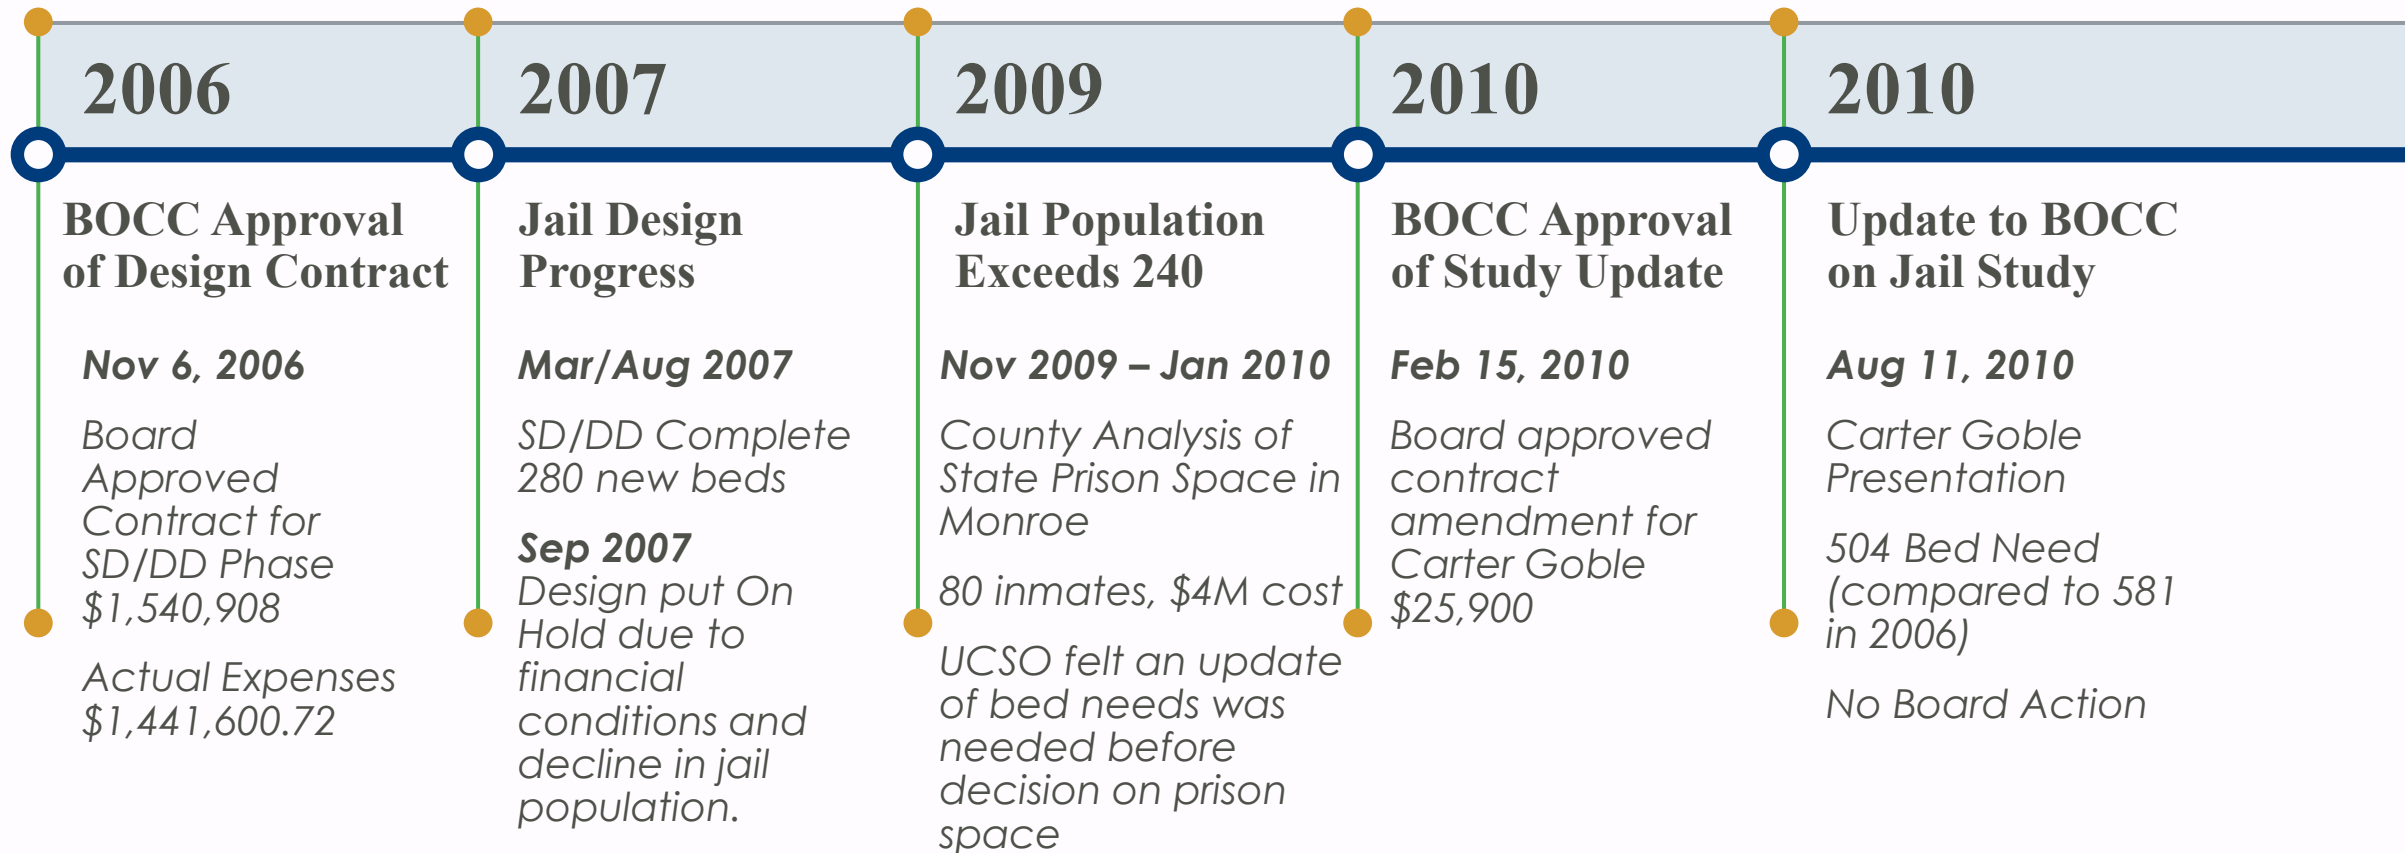 2006
BOCC Approval
of Design Contract
Nov 6, 2006
Board
Approved
Contract for
SD/DD Phase
$1,540,908
Actual Expenses
$1,441,600.72
2007
Jail Design
Progress
Mar/Aug 2007
SD/DD Complete
280 new beds
Sep 2007
Design put On
Hold due to
financial
conditions and
decline in jail
population.
2009
Jail Population
Exceeds 240
Nov 2009 – Jan 2010
County Analysis of
State Prison Space in
Monroe
80 inmates, $4M cost
UCSO felt an update
of bed needs was
needed before
decision on prison
space
2010
BOCC Approval
of Study Update
Feb 15, 2010
Board approved
contract
amendment for
Carter Goble
$25,900
2010
Update to BOCC
on Jail Study
Aug 11, 2010
Carter Goble
Presentation
504 Bed Need
(compared to 581
in 2006)
No Board Action